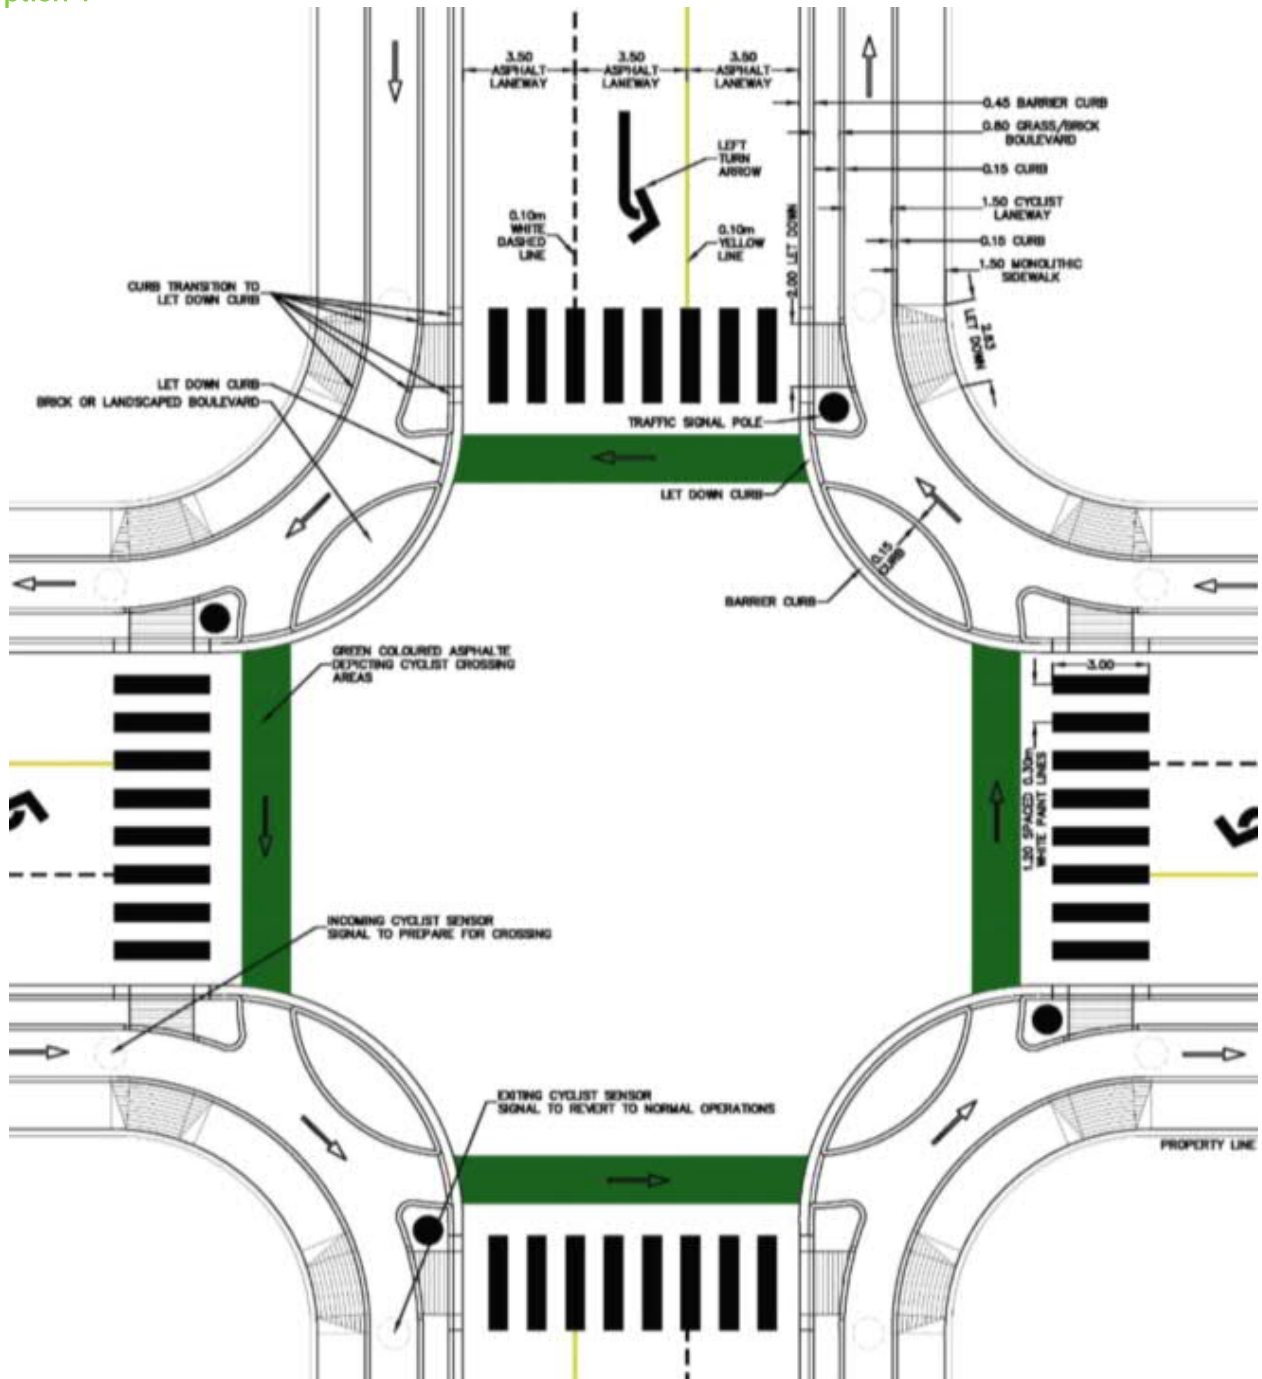 3.50
ASPHALT
LANEWAY
3.50
ASPHALT
LANEWAY
3.50
ASPHALT
LANEWAY
0.45 BARRIER CURB
0.80 GRASS/BRICK
BOULEVARD
0.15 CURB
1.50 CYCLIST
LANEWAY
0.15 CURB
1.50 MONOLITHIC
SIDEWALK
LEFT
TURN
ARROW
0.10m
WHITE
DASHED
LINE
0.10m
YELLOW
LINE
2.00 LET DOWN
2.83
LET DOWN
CURB TRANSITION TO
LET DOWN CURB
LET DOWN CURB
BRICK OR LANDSCAPED BOULEVARD
TRAFFIC SIGNAL POLE
LET DOWN CURB
0.15
CURB
BARRIER CURB
GREEN COLOURED ASPHALTE
DEPICTING CYCLIST CROSSING
AREAS
3.00
1.20 SPACED 0.30m
WHITE PAINT LINES
INCOMING CYCLIST SENSOR
SIGNAL TO PREPARE FOR CROSSING
EXITING CYCLIST SENSOR
SIGNAL TO REVERT TO NORMAL OPERATIONS
PROPERTY LINE